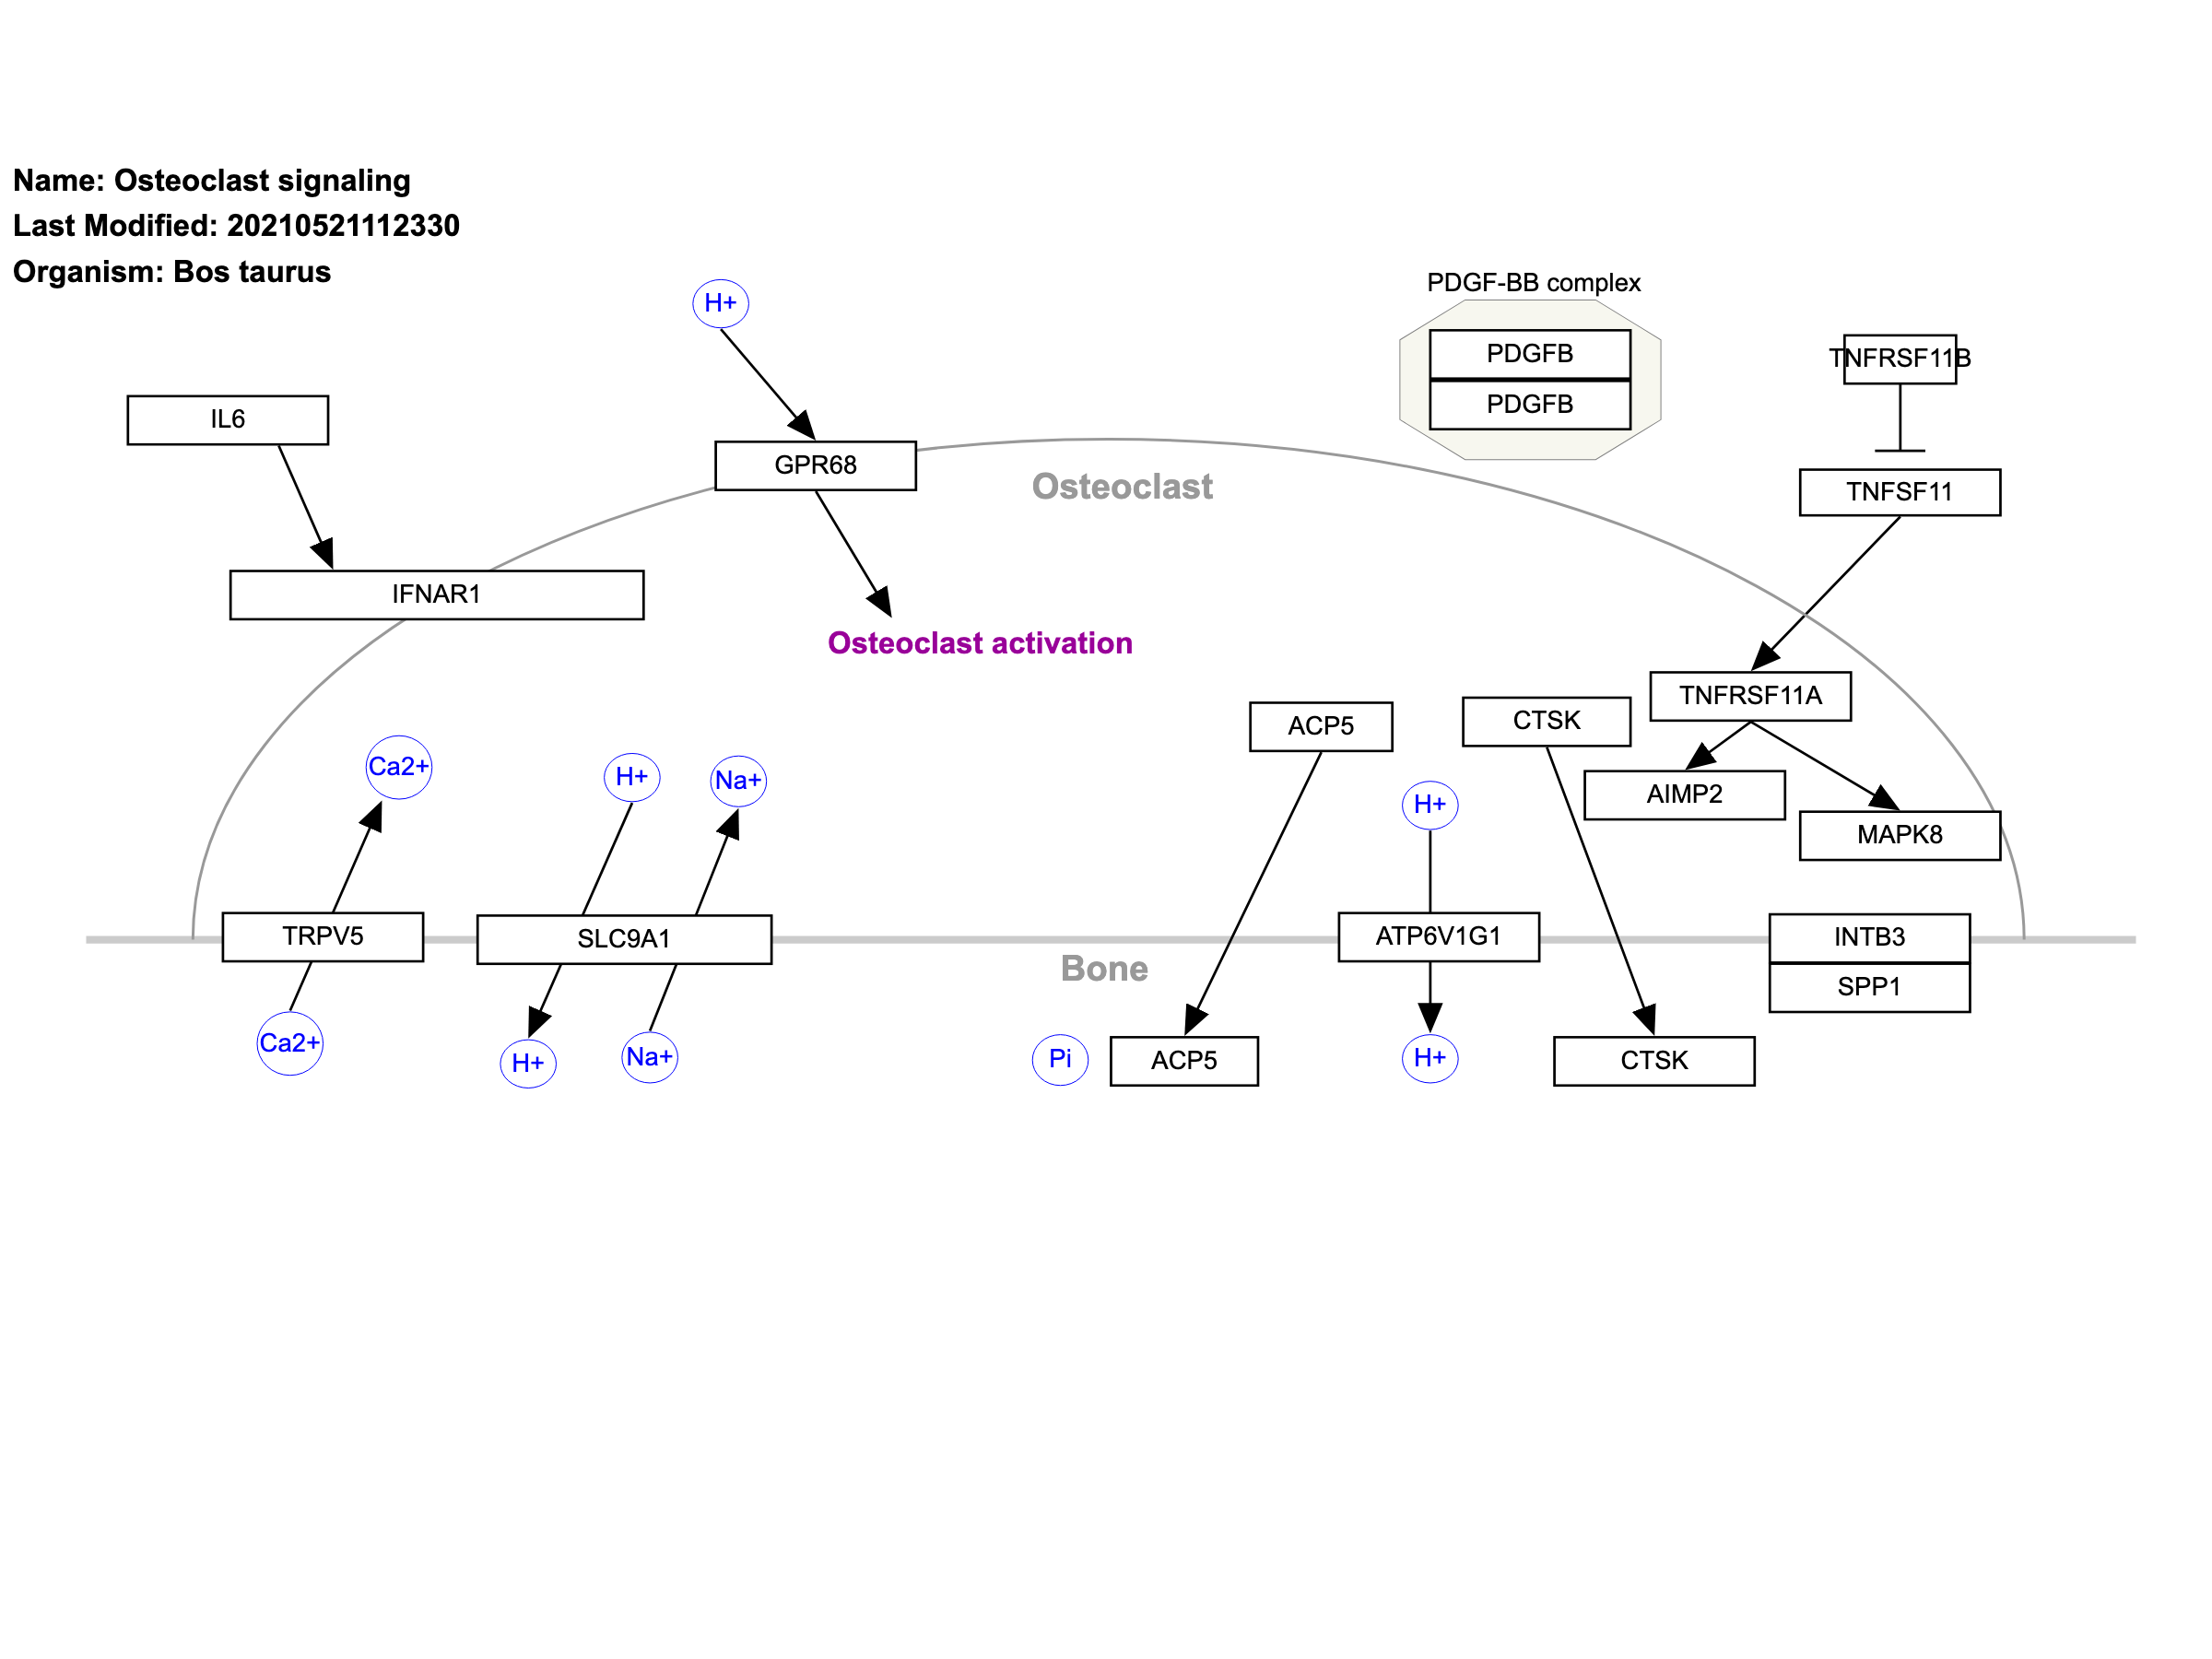 Name: Osteoclast signaling
Last Modified: 20210521112330
Organism: Bos taurus
PDGF-BB complex
H+
PDGFB
TNFRSF11B
PDGFB
IL6
GPR68
Osteoclast
TNFSF11
IFNAR1
Osteoclast activation
TNFRSF11A
CTSK
ACP5
Ca2+
H+
Na+
AIMP2
H+
MAPK8
TRPV5
SLC9A1
ATP6V1G1
INTB3
Bone
SPP1
Ca2+
H+
Na+
Pi
ACP5
H+
CTSK